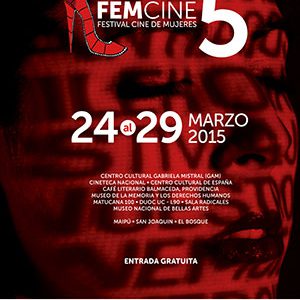 FEMCINE 5
FESTIVAL CINE DE MUJERES
24 al 29 MARZO
2015
CENTRO CULTURAL GABRIELA MISTRAL (GAM)
CINETECA NACIONAL • CENTRO CULTURAL DE ESPAÑA
CAFÉ LITERARIO BALMACEDA, PROVIDENCIA
MUSEO DE LA MEMORIA Y LOS DERECHOS HUMANOS
MATUCANA 100 • DUOC UC - L90 • SALA RADICALES
MUSEO NACIONAL DE BELLAS ARTES
MAIPÚ • SAN JOAQUIN • EL BOSQUE
ENTRADA GRATUITA